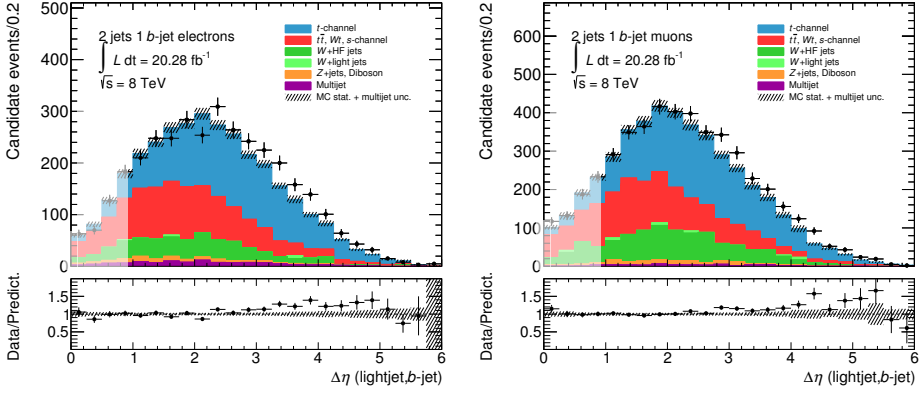 Candidate events/0.2
500
400
300
200
100
0
2 jets 1 b-jet electrons
∫ L dt = 20.28 fb⁻¹
√s = 8 TeV
t-channel
tt̄, Wt, s-channel
W+HF jets
W+light jets
Z+jets, Diboson
Multijet
MC stat. + multijet unc.
Data/Predict.
1.5
1
0.5
0 1 2 3 4 5 6
Δη (lightjet,b-jet)
Candidate events/0.2
600
500
400
300
200
100
0
2 jets 1 b-jet muons
∫ L dt = 20.28 fb⁻¹
√s = 8 TeV
t-channel
tt̄, Wt, s-channel
W+HF jets
W+light jets
Z+jets, Diboson
Multijet
MC stat. + multijet unc.
Data/Predict.
1.5
1
0.5
0 1 2 3 4 5 6
Δη (lightjet,b-jet)